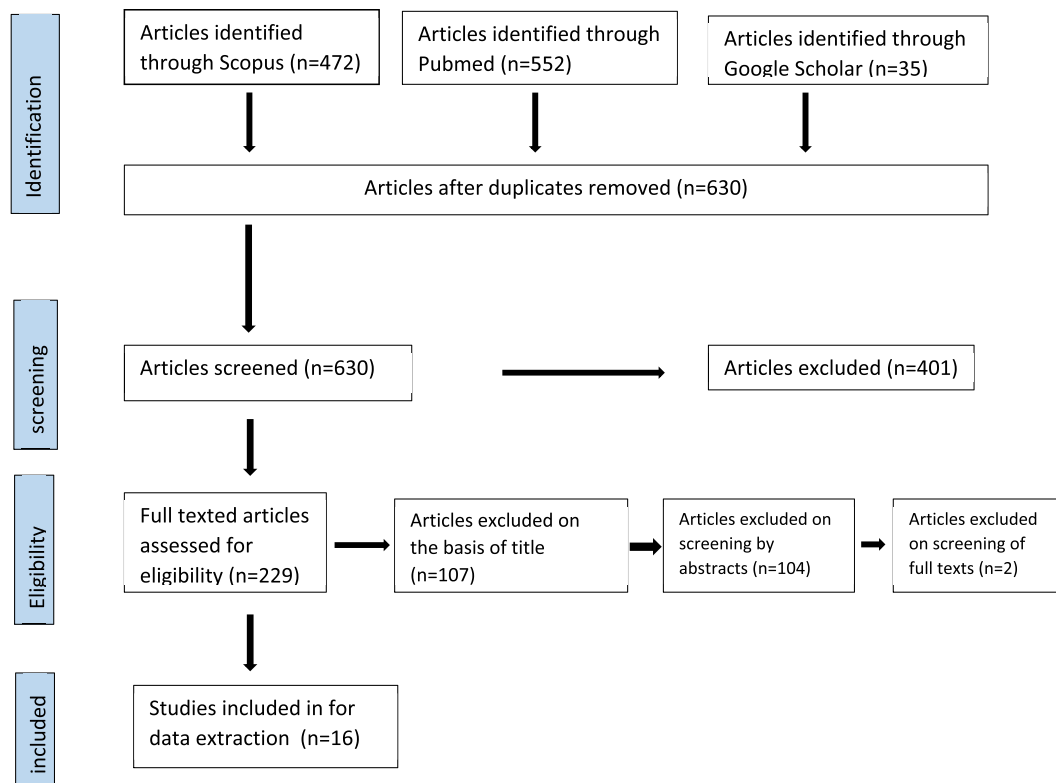 Identification
Articles identified
through Scopus (n=472)
Articles identified through
Pubmed (n=552)
Articles identified through
Google Scholar (n=35)
Articles after duplicates removed (n=630)
screening
Articles screened (n=630)
Articles excluded (n=401)
Eligibility
Full texted articles
assessed for
eligibility (n=229)
Articles excluded on
the basis of title
(n=107)
Articles excluded on
screening by
abstracts (n=104)
Articles excluded
on screening of
full texts (n=2)
included
Studies included in for
data extraction (n=16)